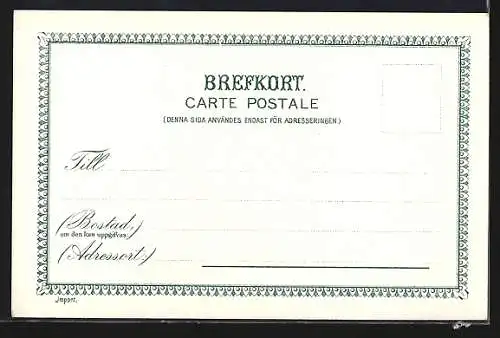 BREFKORT.
CARTE POSTALE
(DENNA SIDA ANVÄNDES ENDAST FÖR ADRESSERINGEN.)
Till
(Bostad.)
om den kan uppgifvas
(Adressort.)
Import.